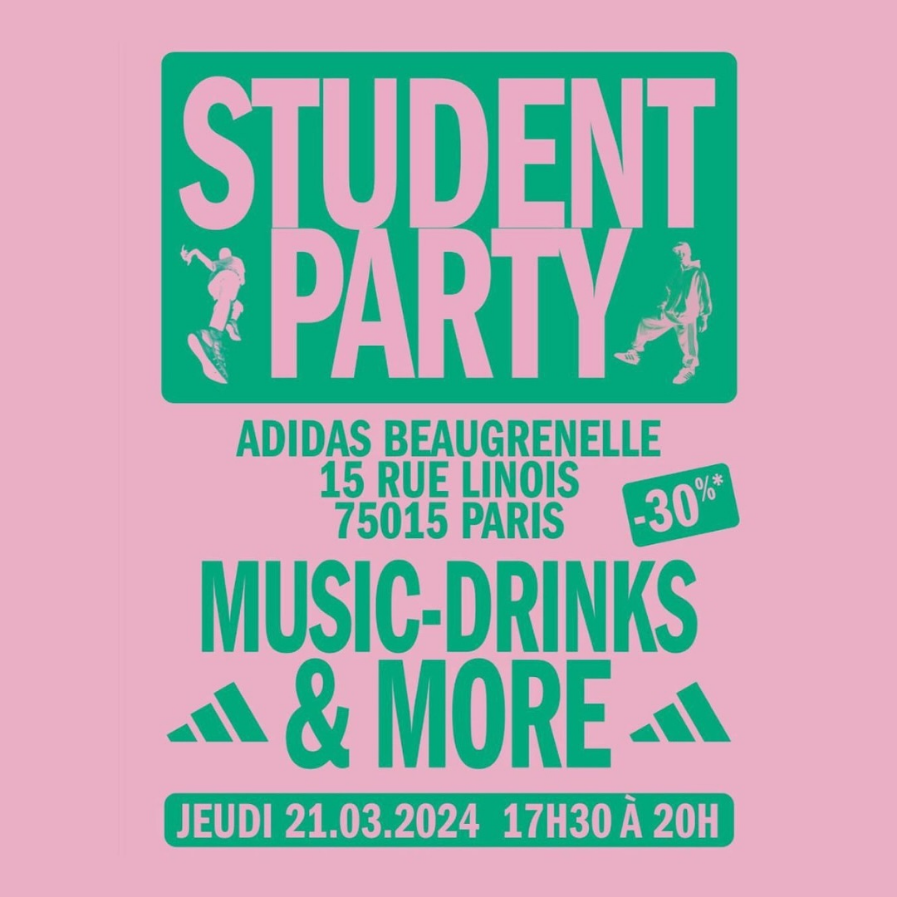 STUDENT
PARTY
ADIDAS BEAUGRENELLE
15 RUE LINOIS
75015 PARIS
-30%*
MUSIC-DRINKS
& MORE
JEUDI 21.03.2024 17H30 À 20H